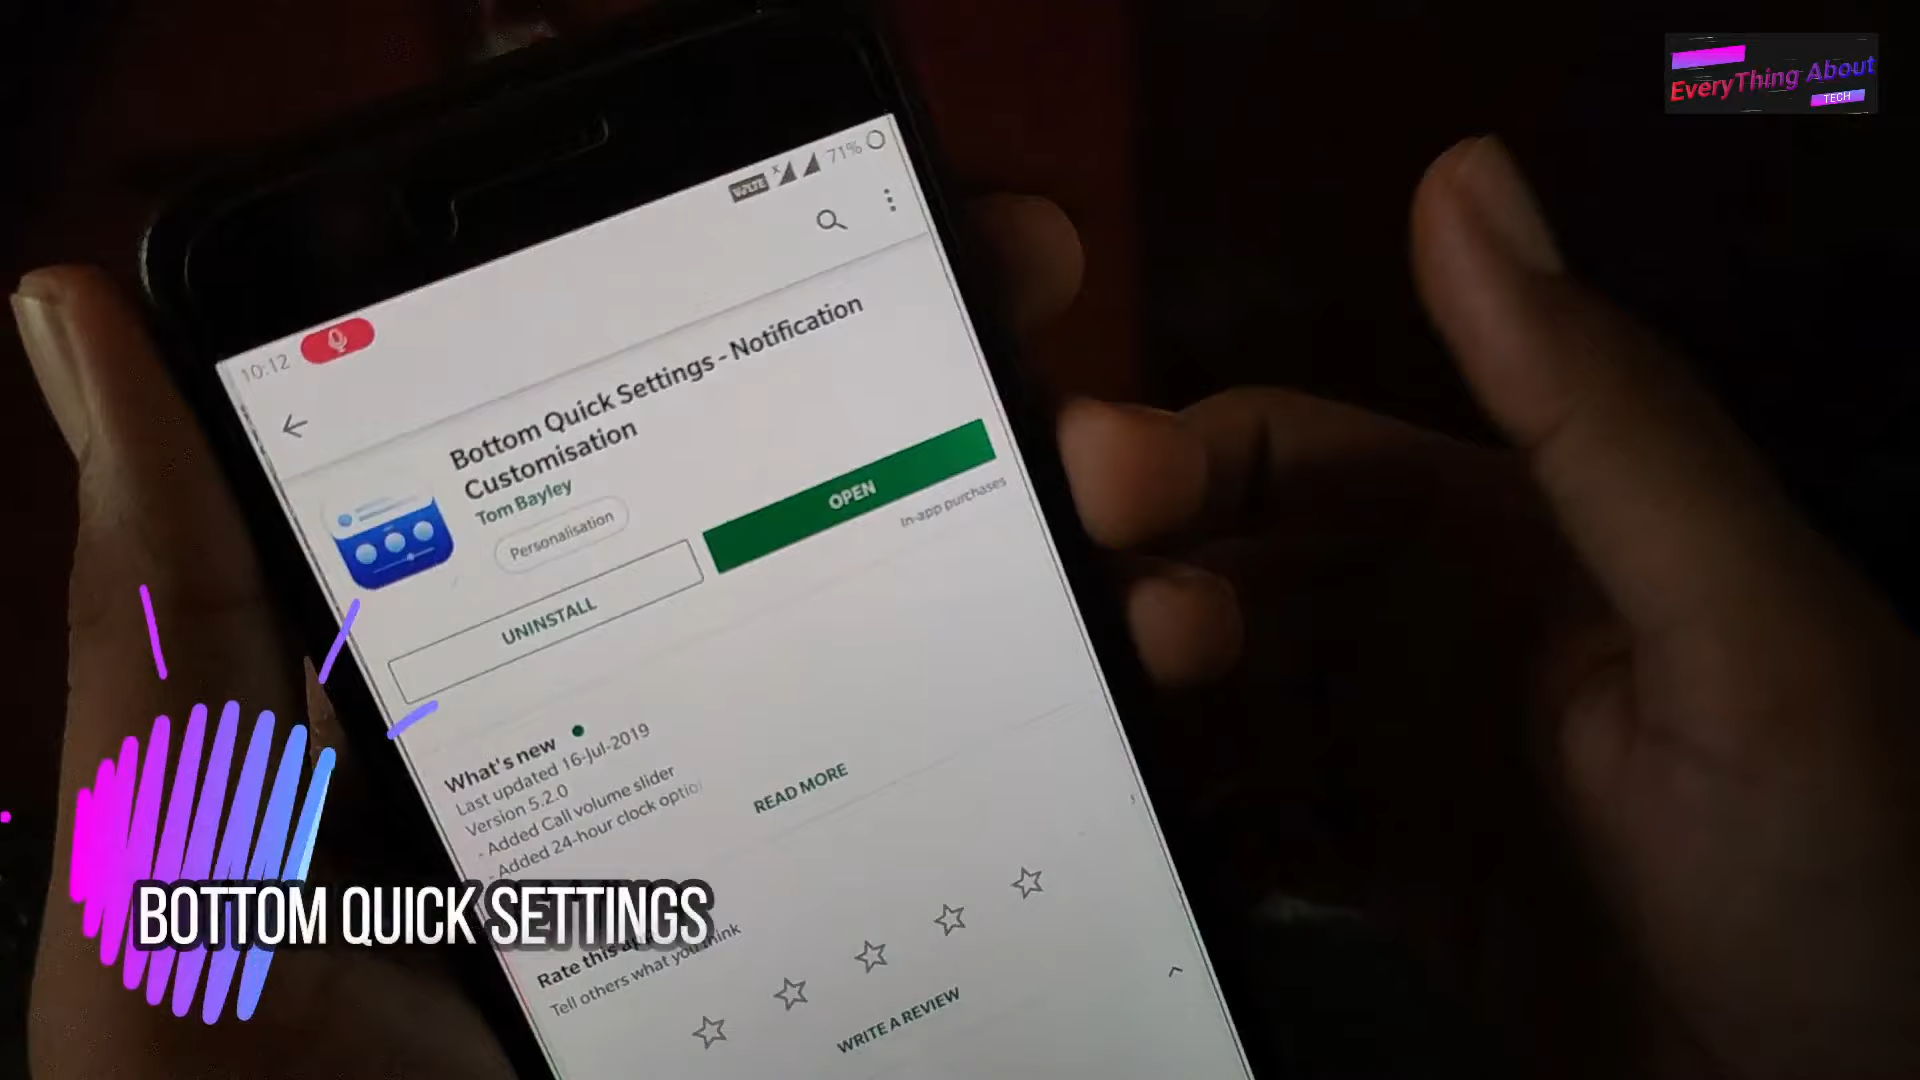 EveryThing About
TECH
VoLTE
71%
10:12
Bottom Quick Settings - Notification
Customisation
Tom Bayley
Personalisation
UNINSTALL
OPEN
In-app purchases
What's new
Last updated 16-Jul-2019
Version 5.2.0
- Added Call volume slider
- Added 24-hour clock optio
READ MORE
BOTTOM QUICK SETTINGS
Rate this app
Tell others what you think
WRITE A REVIEW